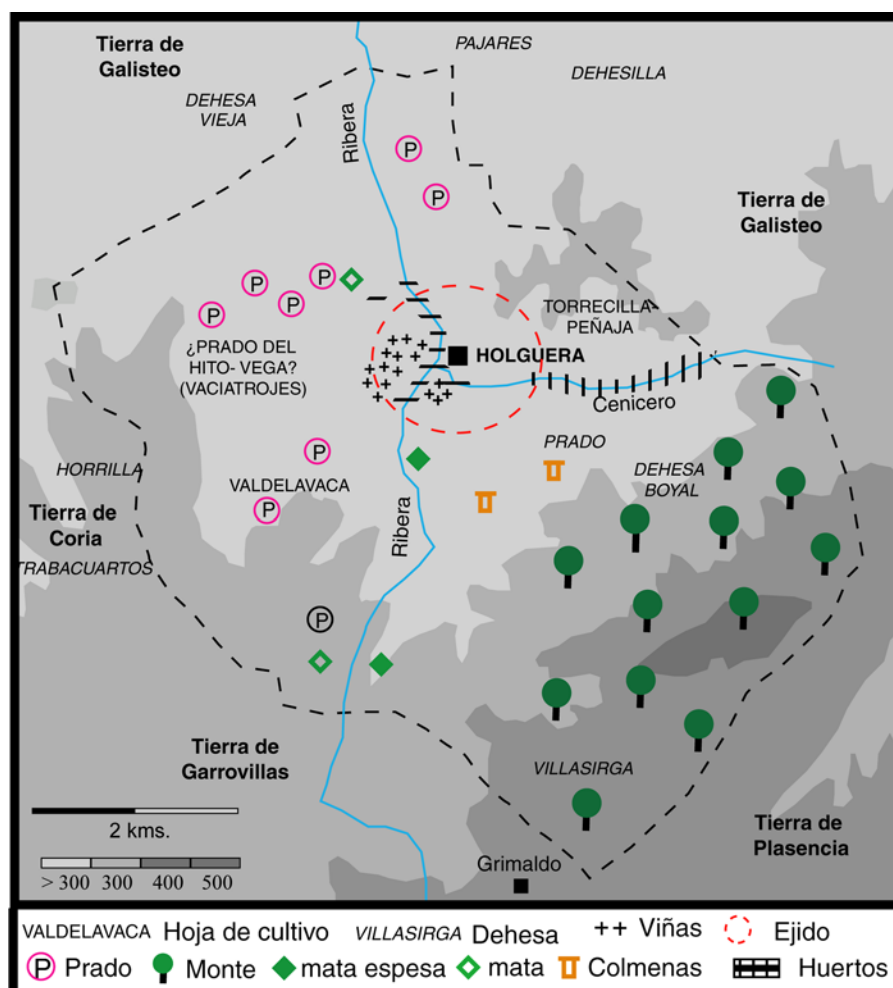 Tierra de
Galisteo
PAJARES
DEHESILLA
DEHESA
VIEJA
Ribera
P
P
Tierra de
Galisteo
P
P
P
P
TORRECILLA-
PEÑAJA
¿PRADO DEL
HITO- VEGA?
(VACIATROJES)
HOLGUERA
Cenicero
PRADO
HORRILLA
P
VALDELAVACA
P
DEHESA
BOYAL
Tierra de
Coria
TRABACUARTOS
Ribera
P
Tierra de
Garrovillas
VILLASIRGA
2 kms.
Tierra de
Plasencia
> 300 300 400 500
Grimaldo
VALDELAVACA Hoja de cultivo VILLASIRGA Dehesa ++ Viñas Ejido
P Prado Monte mata espesa mata Colmenas Huertos